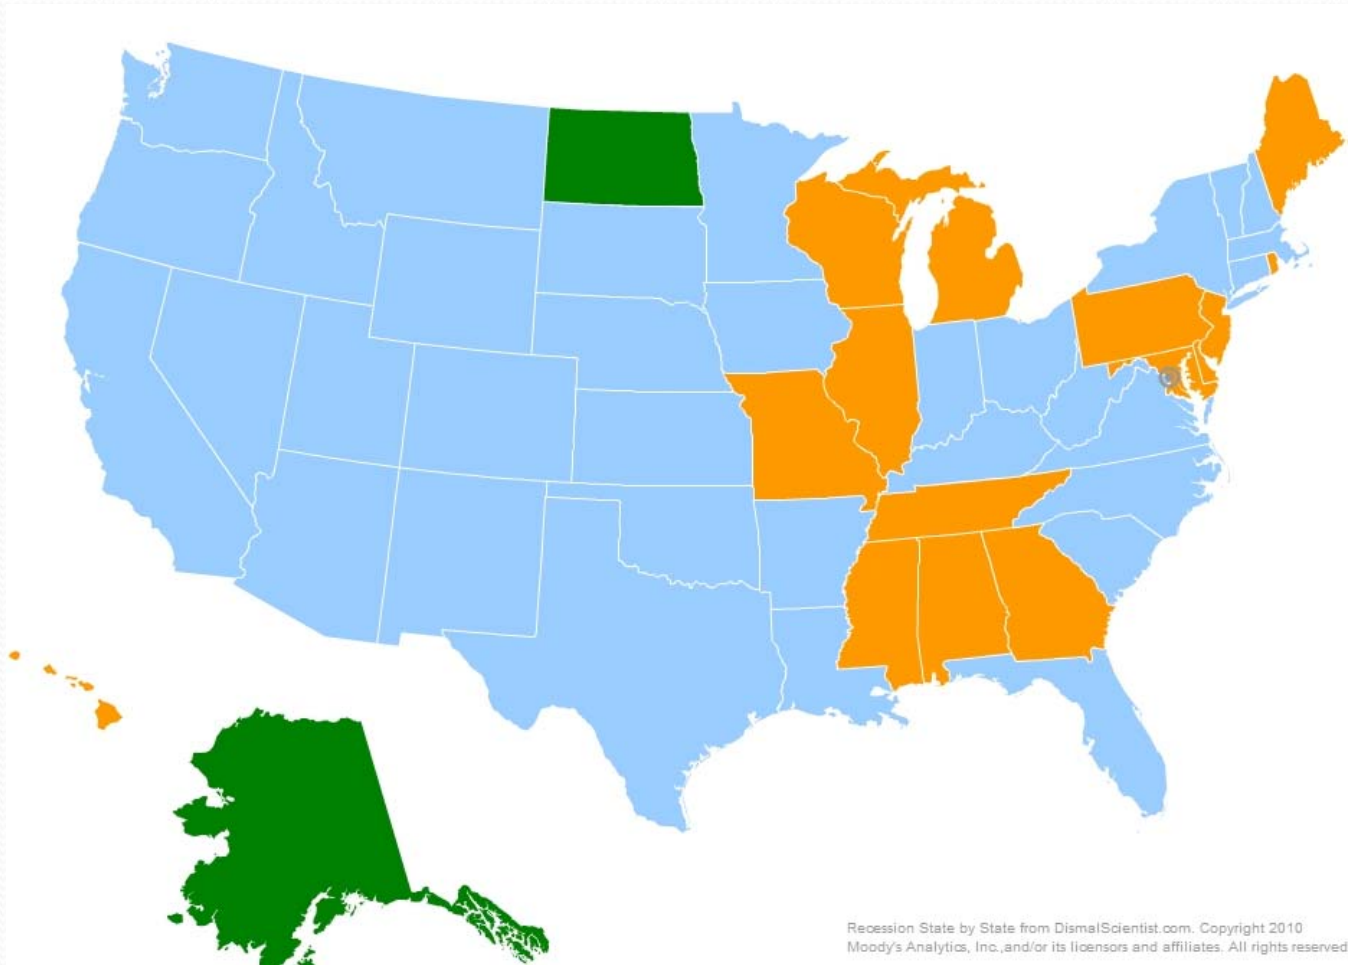 Recession State by State from DismalScientist.com. Copyright 2010
Moody's Analytics, Inc.,and/or its licensors and affiliates. All rights reserved